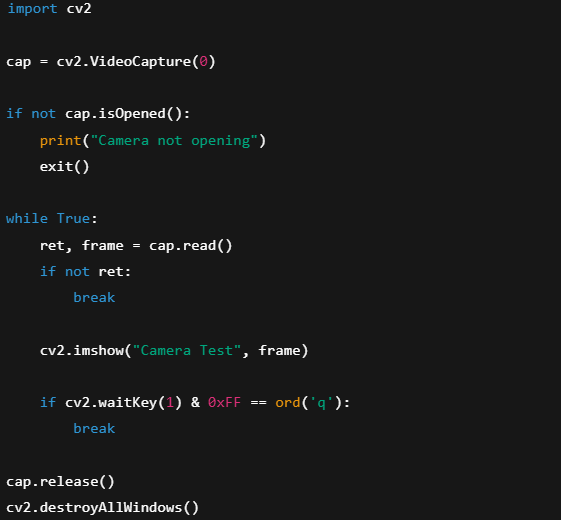 import cv2

cap = cv2.VideoCapture(0)

if not cap.isOpened():
    print("Camera not opening")
    exit()

while True:
    ret, frame = cap.read()
    if not ret:
        break

    cv2.imshow("Camera Test", frame)

    if cv2.waitKey(1) & 0xFF == ord('q'):
        break

cap.release()
cv2.destroyAllWindows()